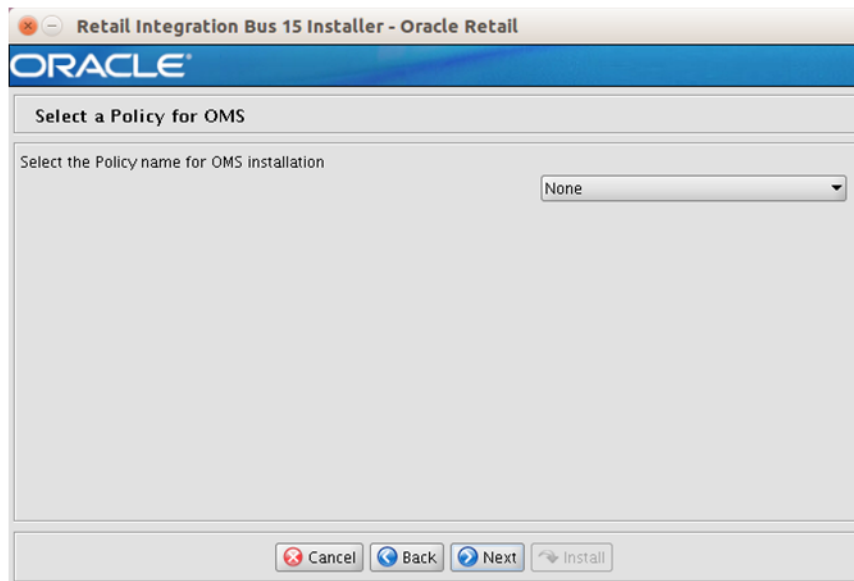 Retail Integration Bus 15 Installer - Oracle Retail
ORACLE®
Select a Policy for OMS
Select the Policy name for OMS installation
None
Cancel Back Next Install